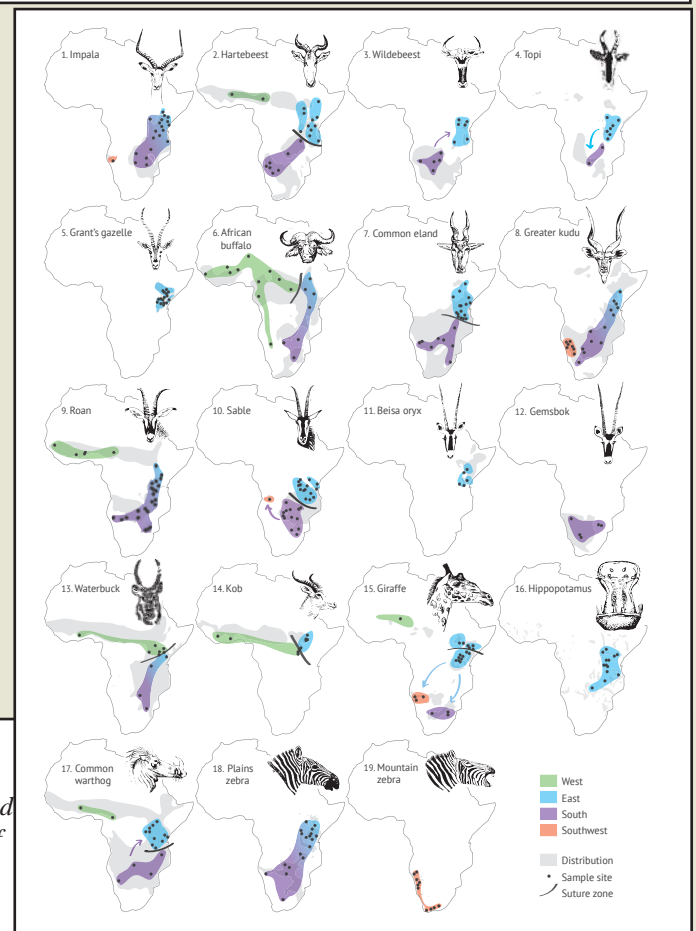 1. Impala
2. Hartebeest
3. Wildebeest
4. Topi
5. Grant's gazelle
6. African
buffalo
7. Common eland
8. Greater kudu
9. Roan
10. Sable
11. Beisa oryx
12. Gemsbok
13. Waterbuck
14. Kob
15. Giraffe
16. Hippopotamus
17. Common
warthog
18. Plains
zebra
19. Mountain
zebra
West
East
South
Southwest
Distribution
Sample site
Suture zone